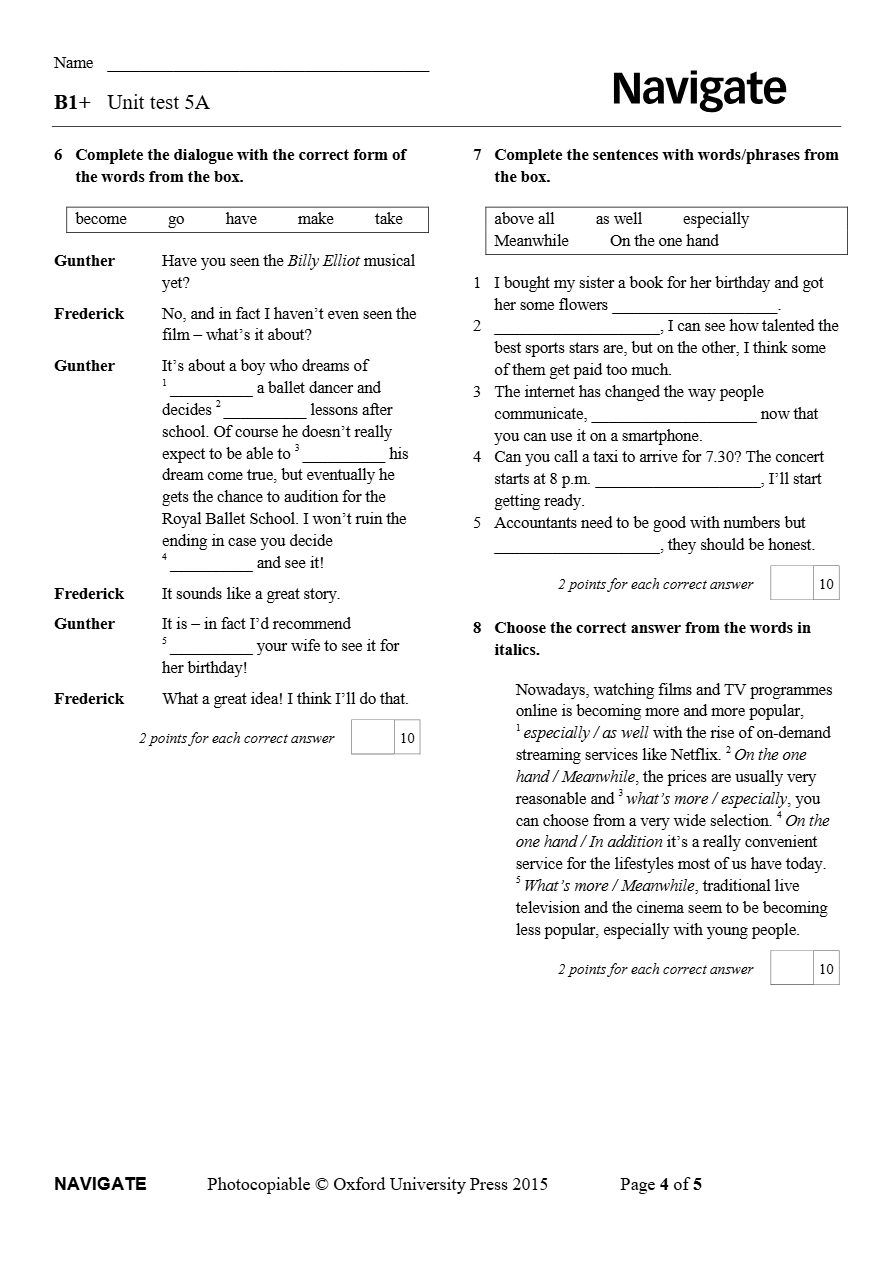 Name ____________________
B1+ Unit test 5A
Navigate
6 Complete the dialogue with the correct form of
the words from the box.
become go have make take
Gunther Have you seen the Billy Elliot musical
yet?
Frederick No, and in fact I haven’t even seen the
film – what’s it about?
Gunther It’s about a boy who dreams of
1 __________ a ballet dancer and
decides 2 __________ lessons after
school. Of course he doesn’t really
expect to be able to 3 __________ his
dream come true, but eventually he
gets the chance to audition for the
Royal Ballet School. I won’t ruin the
ending in case you decide
4 __________ and see it!
Frederick It sounds like a great story.
Gunther It is – in fact I’d recommend
5 __________ your wife to see it for
her birthday!
Frederick What a great idea! I think I’ll do that.
2 points for each correct answer 10
7 Complete the sentences with words/phrases from
the box.
above all as well especially
Meanwhile On the one hand
1 I bought my sister a book for her birthday and got
her some flowers ____________________.
2 ____________________, I can see how talented the
best sports stars are, but on the other, I think some
of them get paid too much.
3 The internet has changed the way people
communicate, ____________________ now that
you can use it on a smartphone.
4 Can you call a taxi to arrive for 7.30? The concert
starts at 8 p.m. ____________________, I’ll start
getting ready.
5 Accountants need to be good with numbers but
____________________, they should be honest.
2 points for each correct answer 10
8 Choose the correct answer from the words in
italics.
Nowadays, watching films and TV programmes
online is becoming more and more popular,
1 especially / as well with the rise of on-demand
streaming services like Netflix. 2 On the one
hand / Meanwhile, the prices are usually very
reasonable and 3 what’s more / especially, you
can choose from a very wide selection. 4 On the
one hand / In addition it’s a really convenient
service for the lifestyles most of us have today.
5 What’s more / Meanwhile, traditional live
television and the cinema seem to be becoming
less popular, especially with young people.
2 points for each correct answer 10
NAVIGATE Photocopiable © Oxford University Press 2015 Page 4 of 5